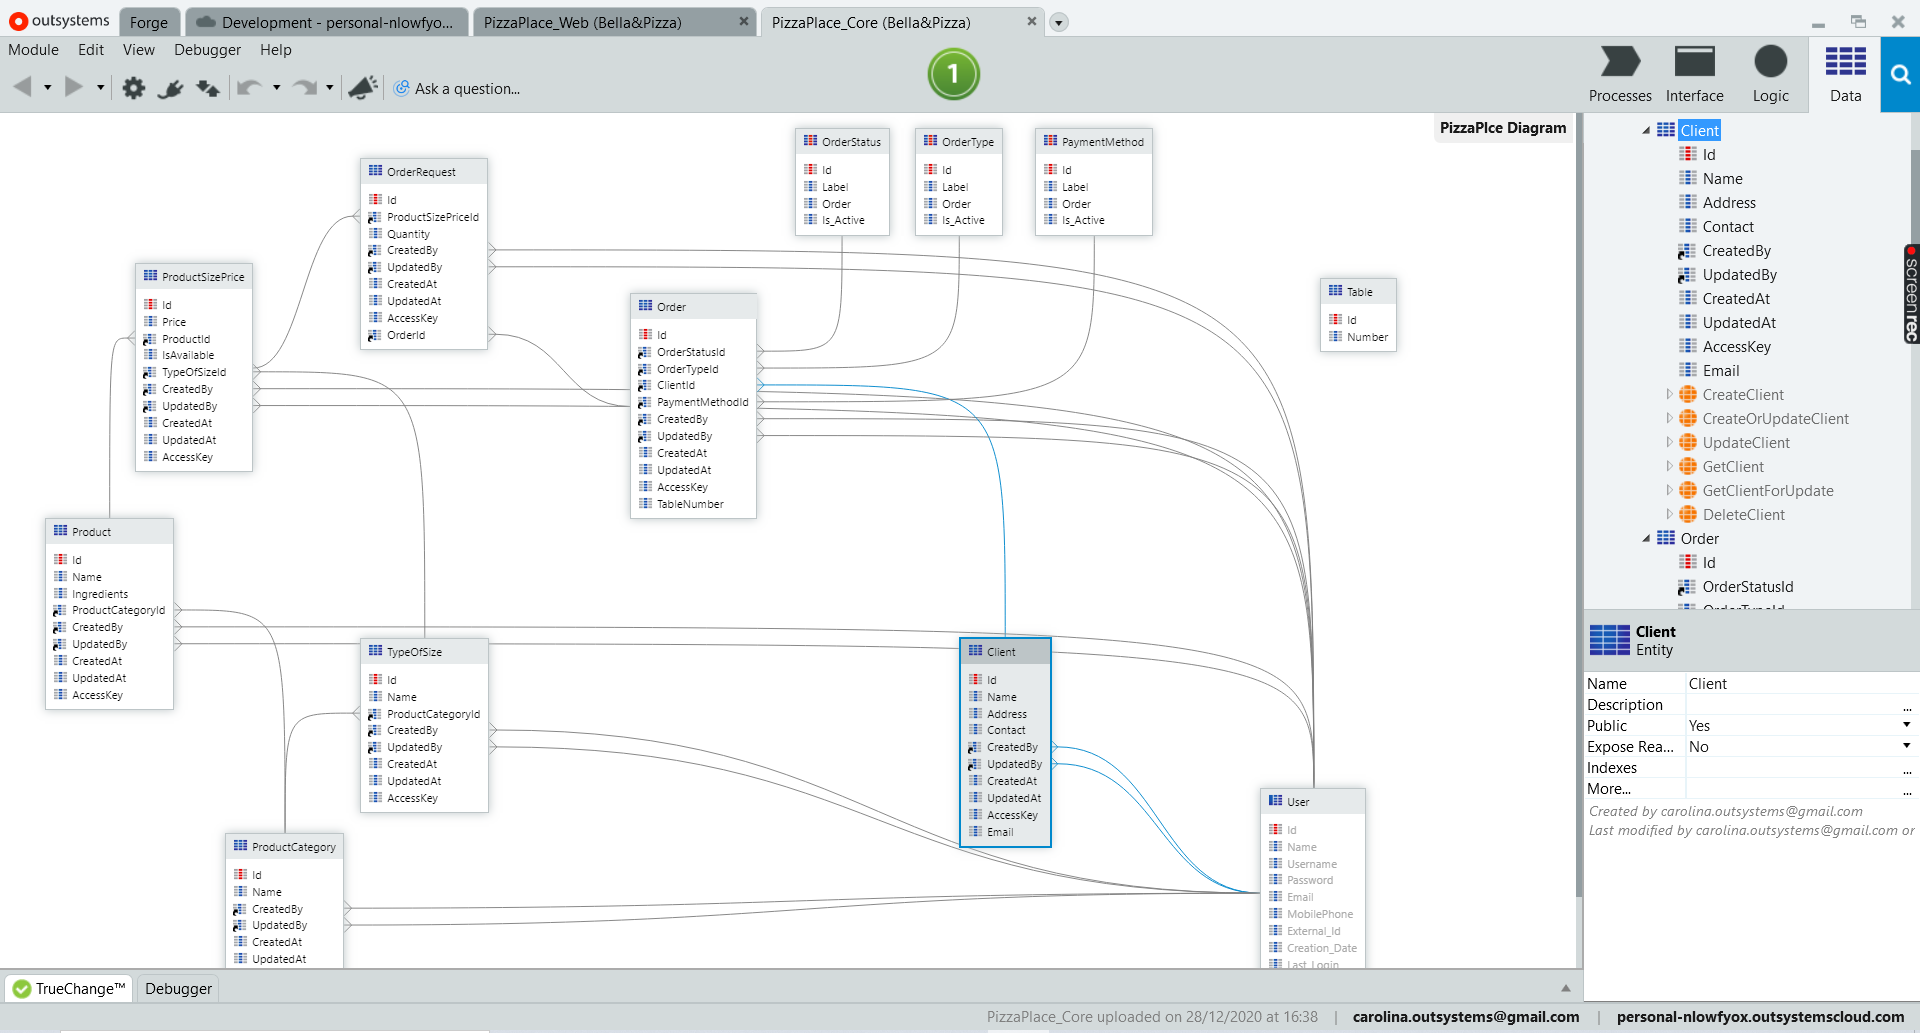 outsystems
Forge
Development - personal-nlowfyo...
PizzaPlace_Web (Bella&Pizza)
PizzaPlace_Core (Bella&Pizza)
Module Edit View Debugger Help
Ask a question...
1
Processes
Interface
Logic
Data
PizzaPlce Diagram
OrderRequest
Id
ProductSizePriceId
Quantity
CreatedBy
UpdatedBy
CreatedAt
UpdatedAt
AccessKey
OrderId
OrderStatus
Id
Label
Order
Is_Active
OrderType
Id
Label
Order
Is_Active
PaymentMethod
Id
Label
Order
Is_Active
ProductSizePrice
Id
Price
ProductId
IsAvailable
TypeOfSizeId
CreatedBy
UpdatedBy
CreatedAt
UpdatedAt
AccessKey
Order
Id
OrderStatusId
OrderTypeId
ClientId
PaymentMethodId
CreatedBy
UpdatedBy
CreatedAt
UpdatedAt
AccessKey
TableNumber
Table
Id
Number
Product
Id
Name
Ingredients
ProductCategoryId
CreatedBy
UpdatedBy
CreatedAt
UpdatedAt
AccessKey
TypeOfSize
Id
Name
ProductCategoryId
CreatedBy
UpdatedBy
CreatedAt
UpdatedAt
AccessKey
Client
Id
Name
Address
Contact
CreatedBy
UpdatedBy
CreatedAt
UpdatedAt
AccessKey
Email
User
Id
Name
Username
Password
Email
MobilePhone
External_Id
Creation_Date
Last_Login
ProductCategory
Id
Name
CreatedBy
UpdatedBy
CreatedAt
UpdatedAt
Client
Id
Name
Address
Contact
CreatedBy
UpdatedBy
CreatedAt
UpdatedAt
AccessKey
Email
CreateClient
CreateOrUpdateClient
UpdateClient
GetClient
GetClientForUpdate
DeleteClient
Order
Id
OrderStatusId
OrderTypeId
screenrec
Client
Entity
Name Client
Description ...
Public Yes
Expose Rea... No
Indexes ...
More... ...
Created by carolina.outsystems@gmail.com
Last modified by carolina.outsystems@gmail.com or
TrueChange™
Debugger
PizzaPlace_Core uploaded on 28/12/2020 at 16:38 | carolina.outsystems@gmail.com | personal-nlowfyox.outsystemscloud.com